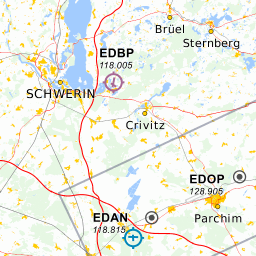 Brüel
Sternberg
EDBP
118.005
SCHWERIN
Crivitz
EDOP
128.905
EDAN
118.815
Parchim